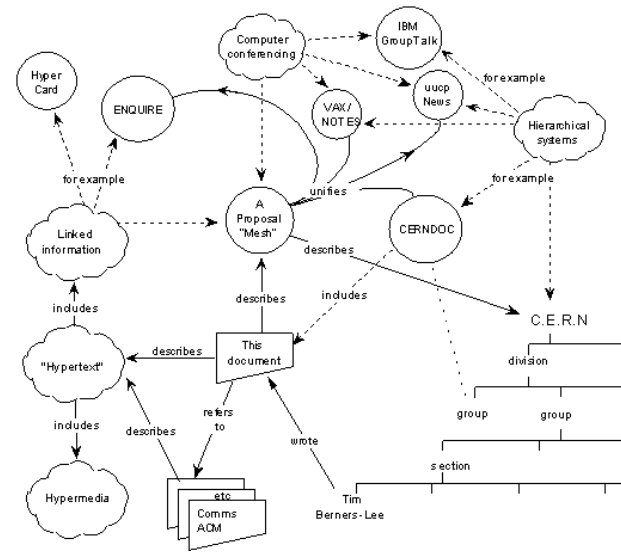 IBM
GroupTalk
Computer
conferencing
Hyper
Card
ENQUIRE
VAX/
NOTES
uucp
News
for example
Hierarchical
systems
for example
Linked
information
A
Proposal
"Mesh"
unifies
CERNDOC
for example
describes
includes
describes
includes
C.E.R.N
This
document
describes
"Hypertext"
division
refers
to
describes
includes
wrote
group
group
section
Hypermedia
etc
Comms
ACM
Tim
Berners-Lee